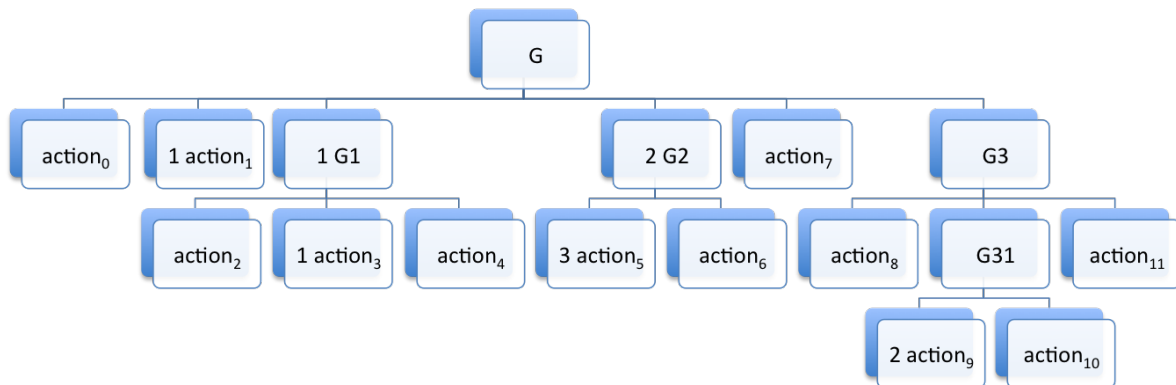 G
action₀
1 action₁
1 G1
2 G2
action₇
G3
action₂
1 action₃
action₄
3 action₅
action₆
action₈
G31
action₁₁
2 action₉
action₁₀